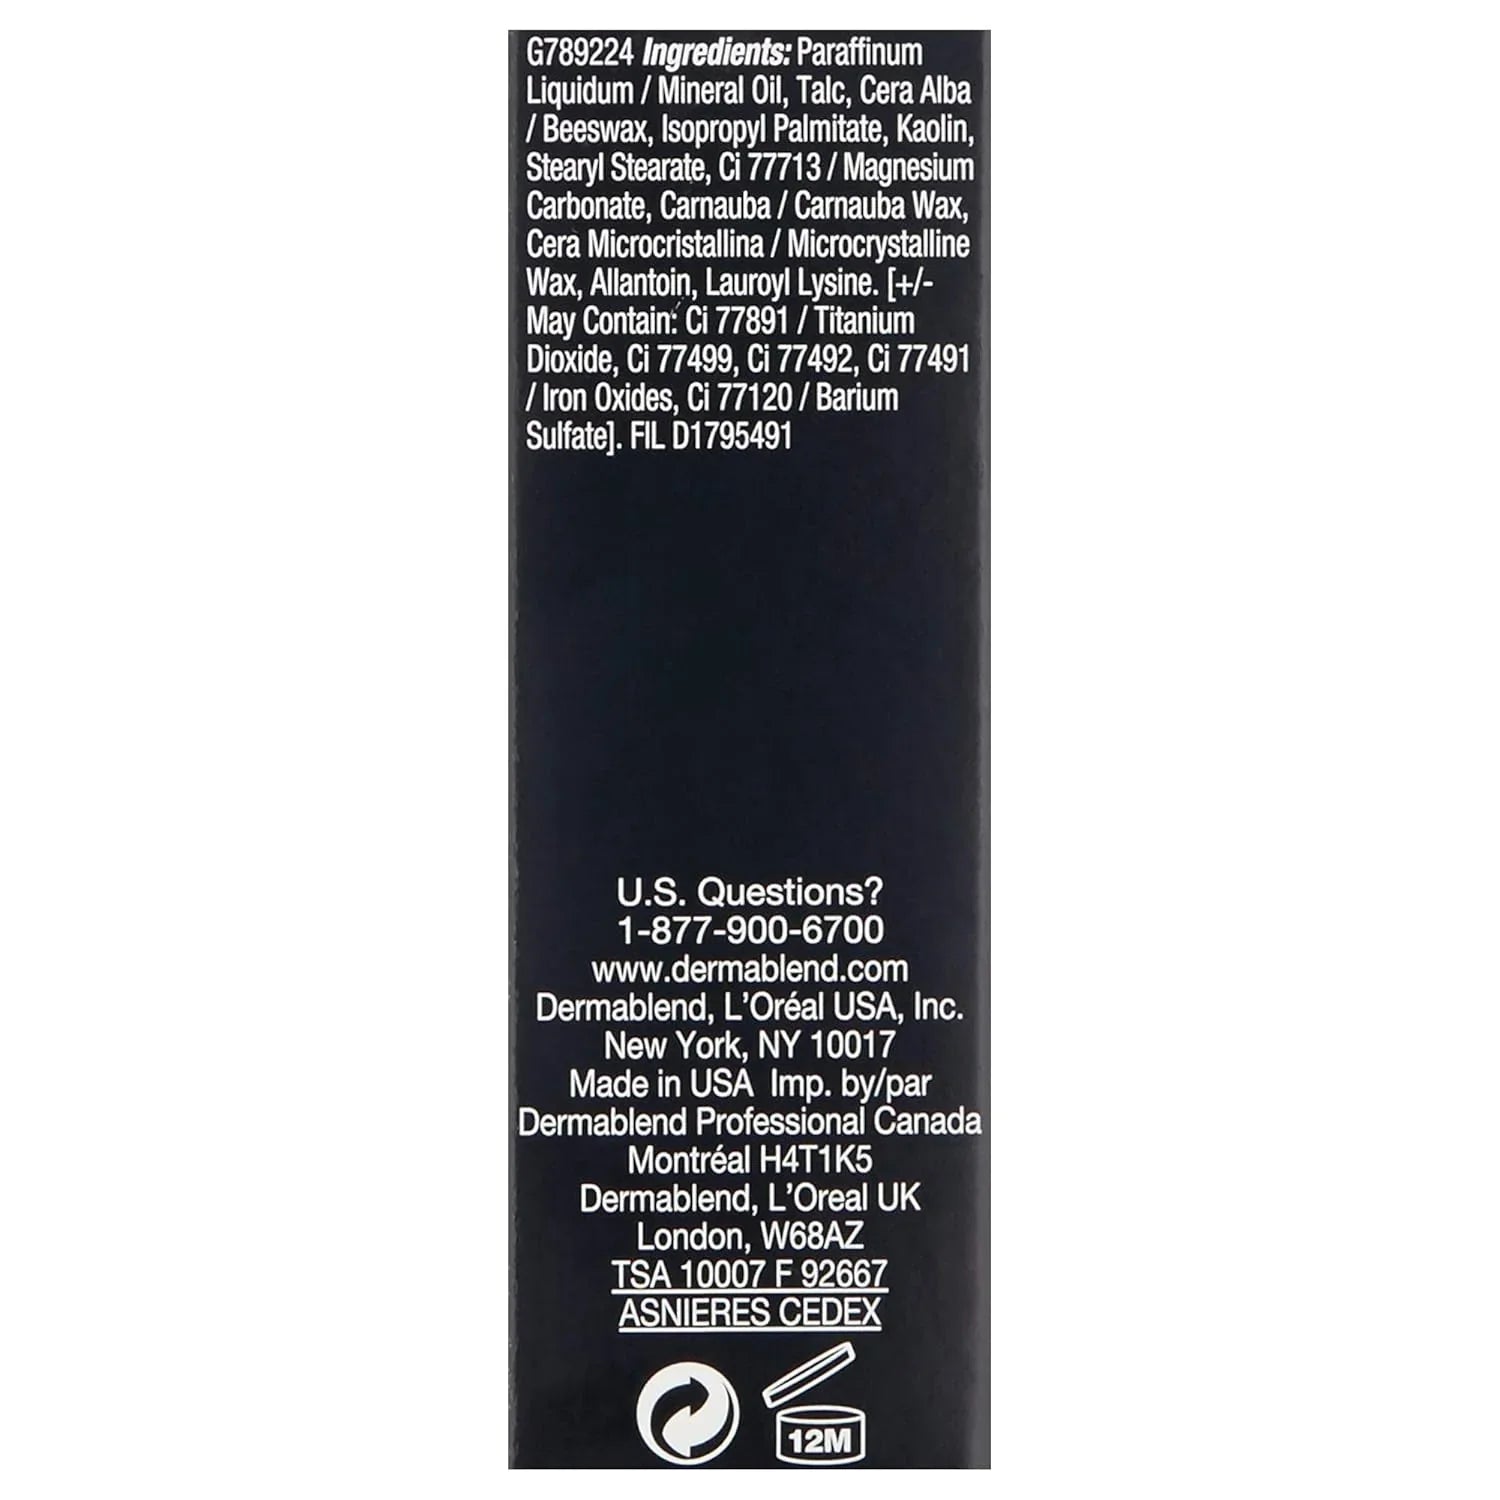 G789224 Ingredients: Paraffinum
Liquidum / Mineral Oil, Talc, Cera Alba
/ Beeswax, Isopropyl Palmitate, Kaolin,
Stearyl Stearate, Ci 77713 / Magnesium
Carbonate, Carnauba / Carnauba Wax,
Cera Microcristallina / Microcrystalline
Wax, Allantoin, Lauroyl Lysine. [+/-
May Contain: Ci 77891 / Titanium
Dioxide, Ci 77499, Ci 77492, Ci 77491
/ Iron Oxides, Ci 77120 / Barium
Sulfate]. FIL D1795491
U.S. Questions?
1-877-900-6700
www.dermablend.com
Dermablend, L'Oréal USA, Inc.
New York, NY 10017
Made in USA Imp. by/par
Dermablend Professional Canada
Montréal H4T1K5
Dermablend, L'Oreal UK
London, W68AZ
TSA 10007 F 92667
ASNIERES CEDEX
12M